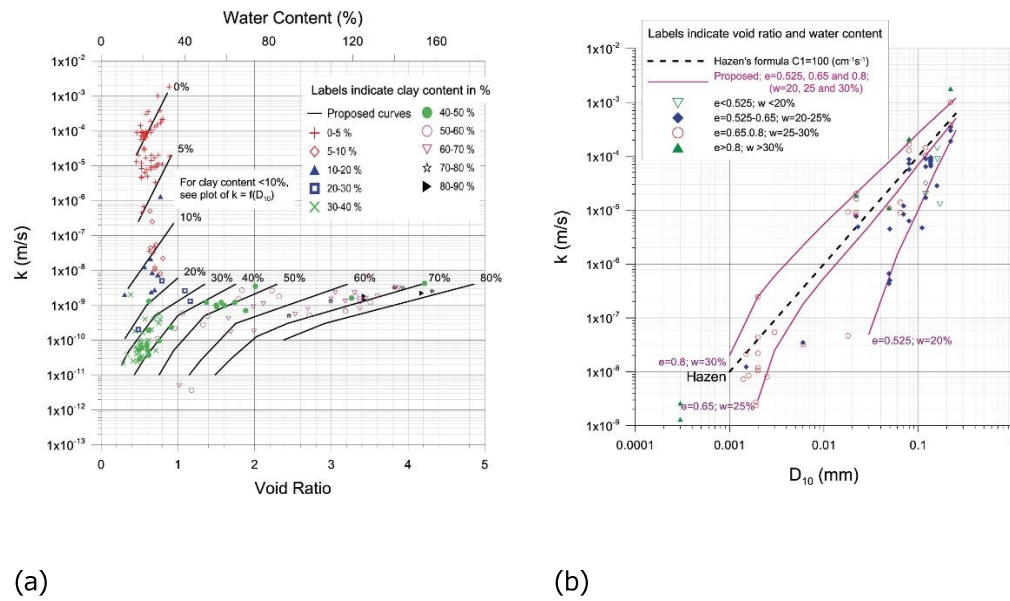 Water Content (%)
0 40 80 120 160
1x10⁻²
1x10⁻³
1x10⁻⁴
1x10⁻⁵
1x10⁻⁶
1x10⁻⁷
1x10⁻⁸
1x10⁻⁹
1x10⁻¹⁰
1x10⁻¹¹
1x10⁻¹²
1x10⁻¹³
k (m/s)
0%
5%
10%
20%
30%
40%
50%
60%
70%
80%
For clay content <10%,
see plot of k = f(D₁₀)
Labels indicate clay content in %
Proposed curves
0-5 %
5-10 %
10-20 %
20-30 %
30-40 %
40-50 %
50-60 %
60-70 %
70-80 %
80-90 %
0 1 2 3 4 5
Void Ratio
(a)
Labels indicate void ratio and water content
Hazen's formula C1=100 (cm⁻¹s⁻¹)
Proposed; e=0.525, 0.65 and 0.8;
(w=20, 25 and 30%)
e<0.525; w <20%
e=0.525-0.65; w=20-25%
e=0.65.0.8; w=25-30%
e>0.8; w >30%
1x10⁻²
1x10⁻³
1x10⁻⁴
1x10⁻⁵
1x10⁻⁶
1x10⁻⁷
1x10⁻⁸
1x10⁻⁹
k (m/s)
e=0.525; w=20%
e=0.8; w=30%
Hazen
e=0.65; w=25%
0.0001 0.001 0.01 0.1
D₁₀ (mm)
(b)